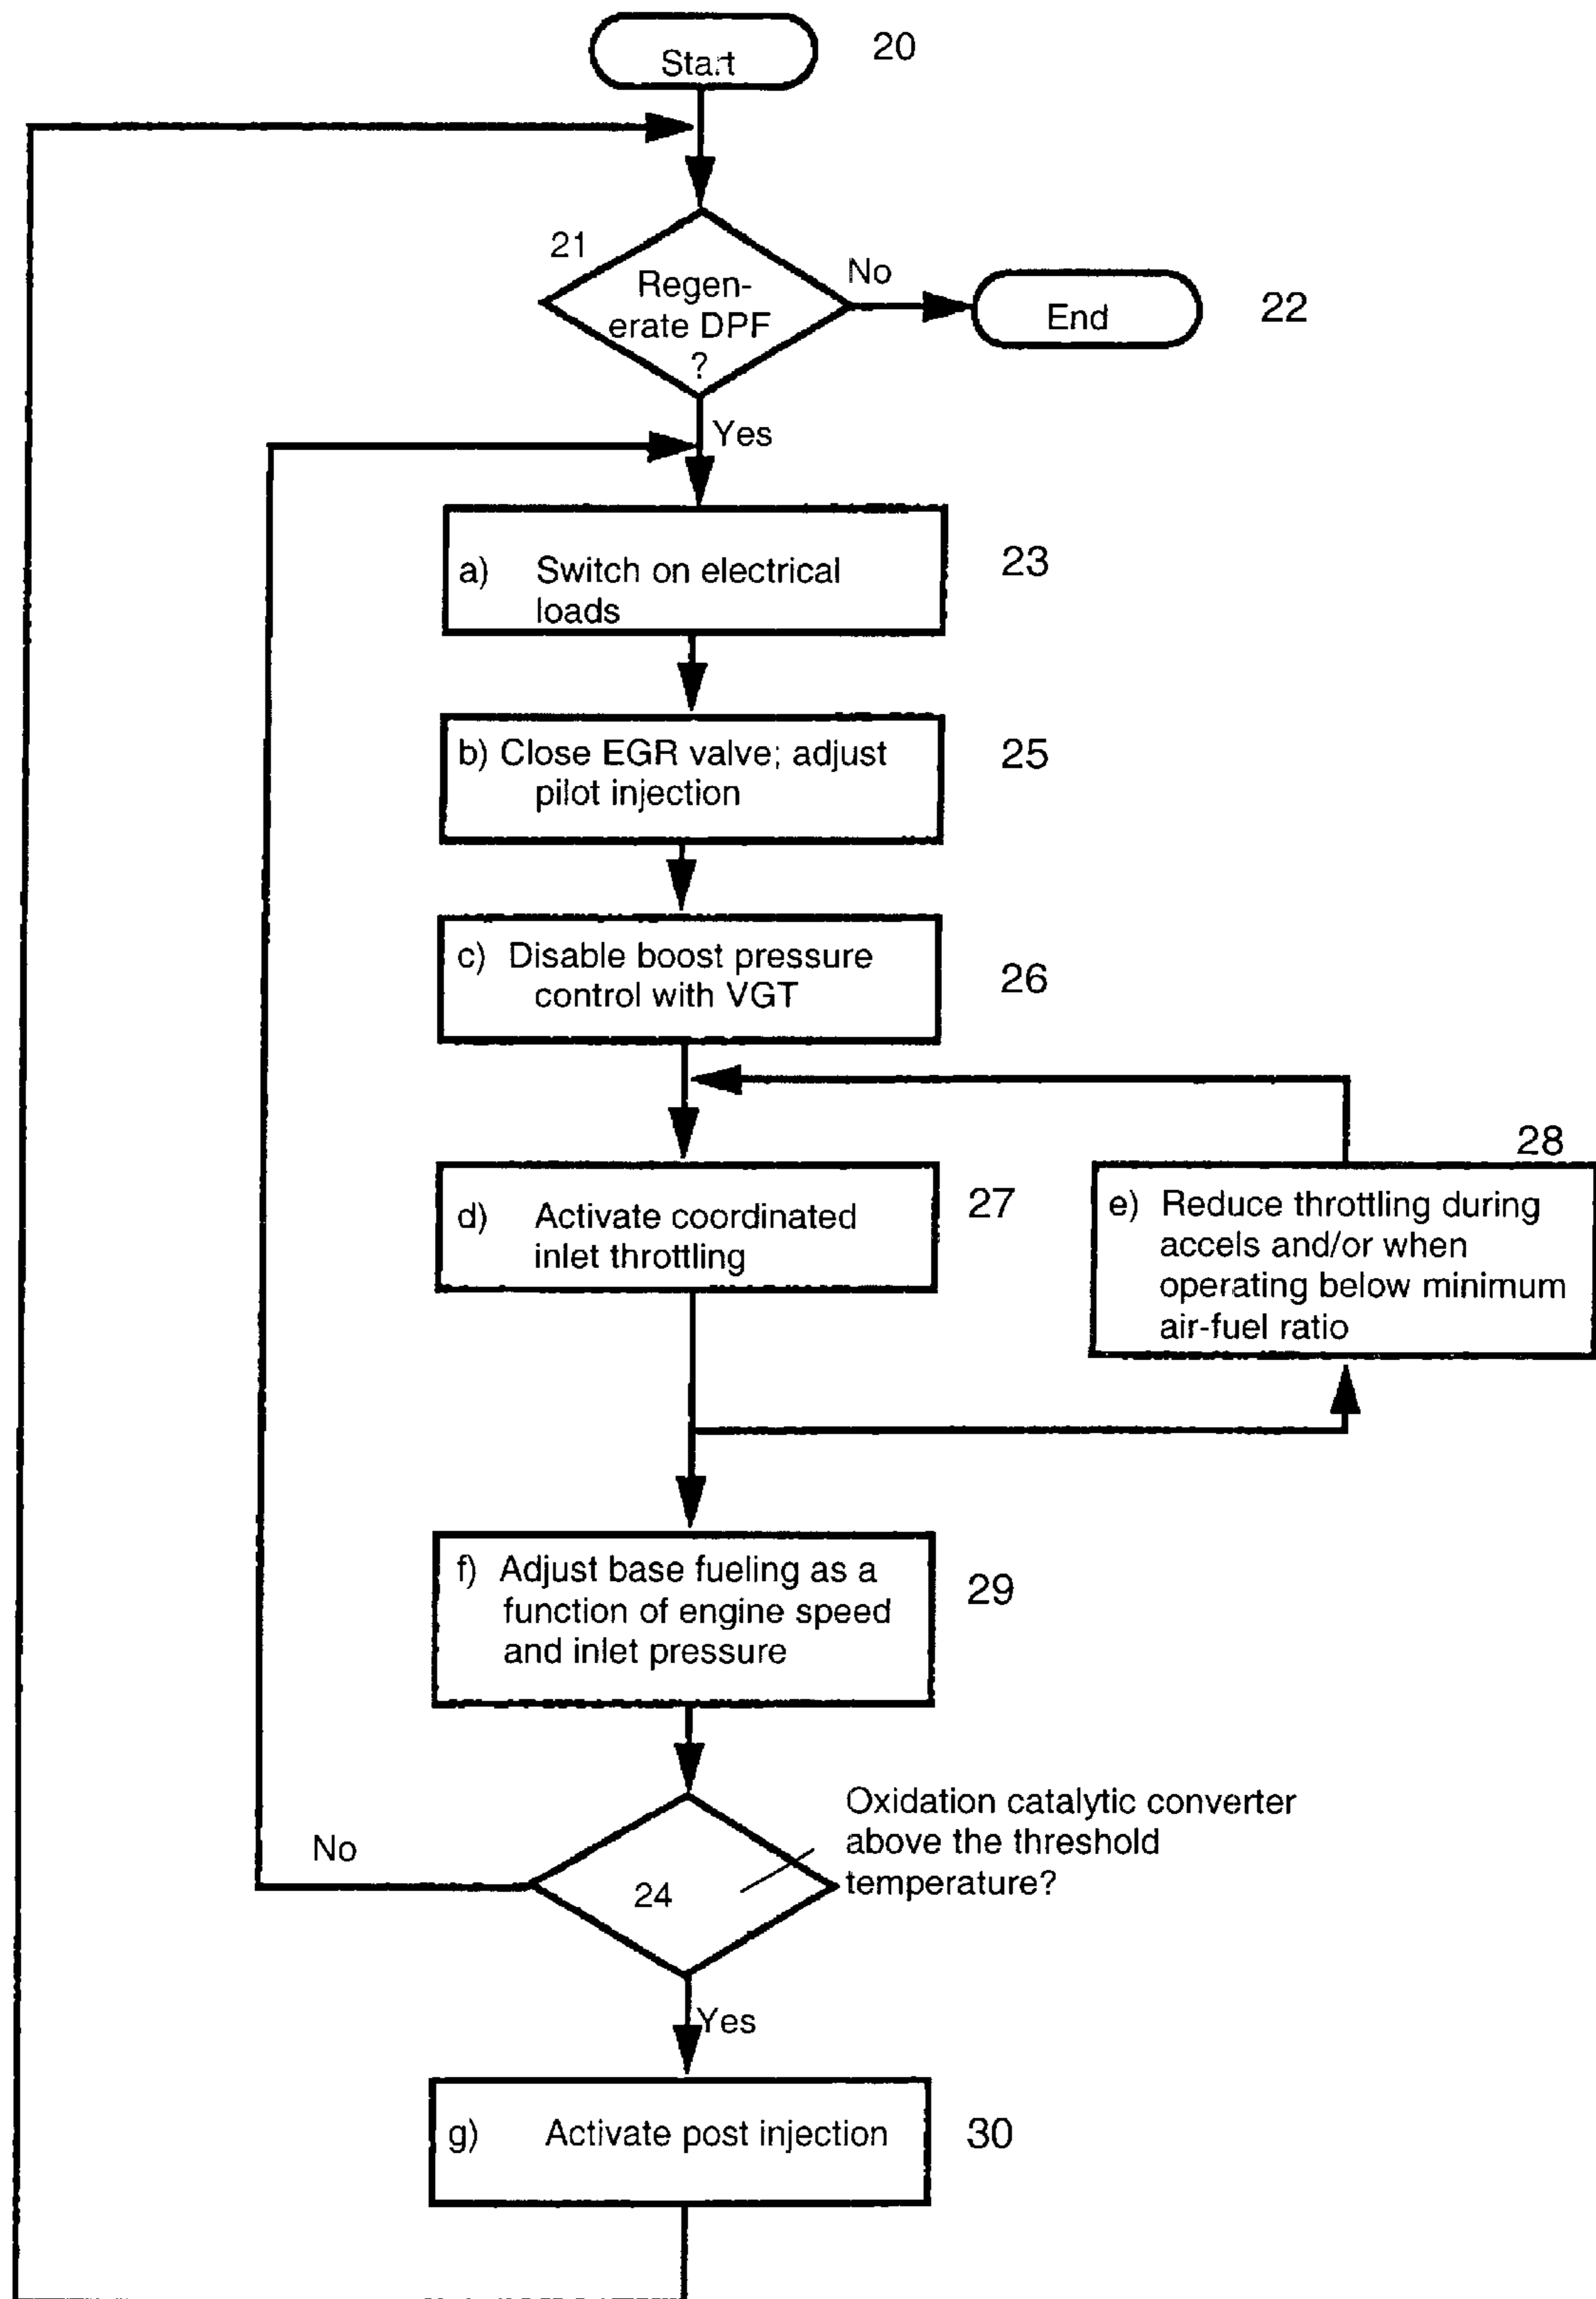 Start
20
21
Regen-
erate DPF
?
No
End
22
Yes
a) Switch on electrical
loads
23
b) Close EGR valve; adjust
pilot injection
25
c) Disable boost pressure
control with VGT
26
d) Activate coordinated
inlet throttling
27
28
e) Reduce throttling during
accels and/or when
operating below minimum
air-fuel ratio
f) Adjust base fueling as a
function of engine speed
and inlet pressure
29
No
24
Oxidation catalytic converter
above the threshold
temperature?
Yes
g) Activate post injection
30